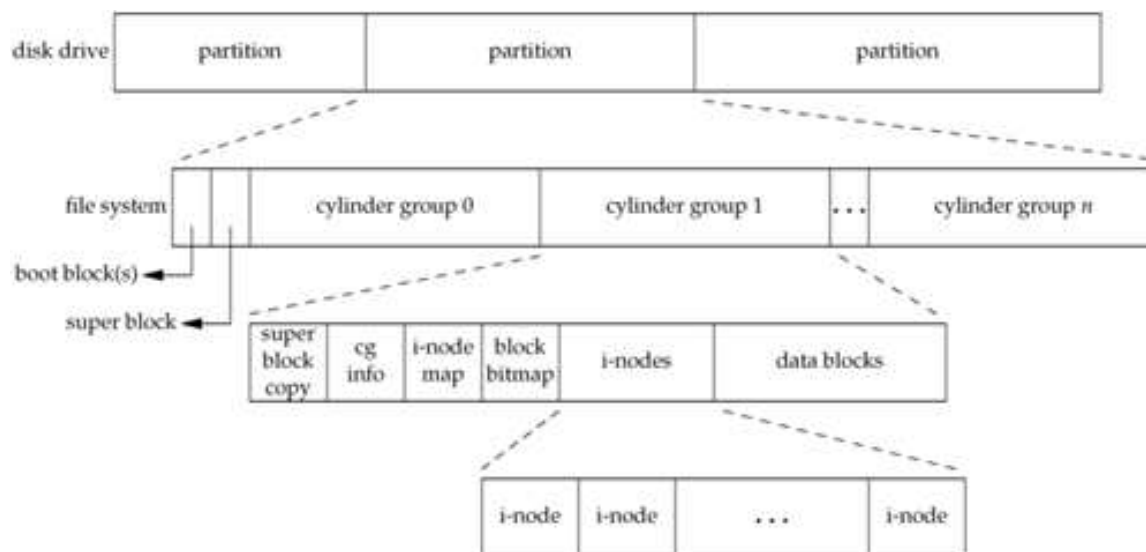 disk drive partition partition partition
file system cylinder group 0 cylinder group 1 ... cylinder group n
boot block(s)
super block
super block copy
cg info
i-node map
block bitmap
i-nodes
data blocks
i-node i-node ... i-node